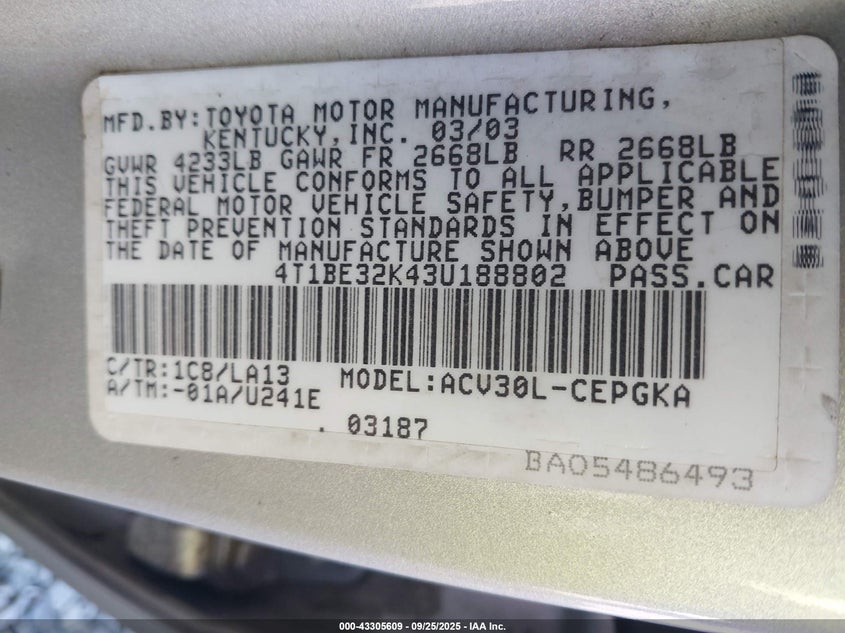 MFD.BY:TOYOTA MOTOR MANUFACTURING,
KENTUCKY,INC. 03/03
GVWR 4233LB GAWR FR 2668LB RR 2668LB
THIS VEHICLE CONFORMS TO ALL APPLICABLE
FEDERAL MOTOR VEHICLE SAFETY,BUMPER AND
THEFT PREVENTION STANDARDS IN EFFECT ON
THE DATE OF MANUFACTURE SHOWN ABOVE
4T1BE32K43U188802 PASS.CAR
C/TR:1C8/LA13 MODEL:ACV30L-CEPGKA
A/TM:-01A/U241E
. 03187
BA05486493
000-43305609 - 09/25/2025 - IAA Inc.